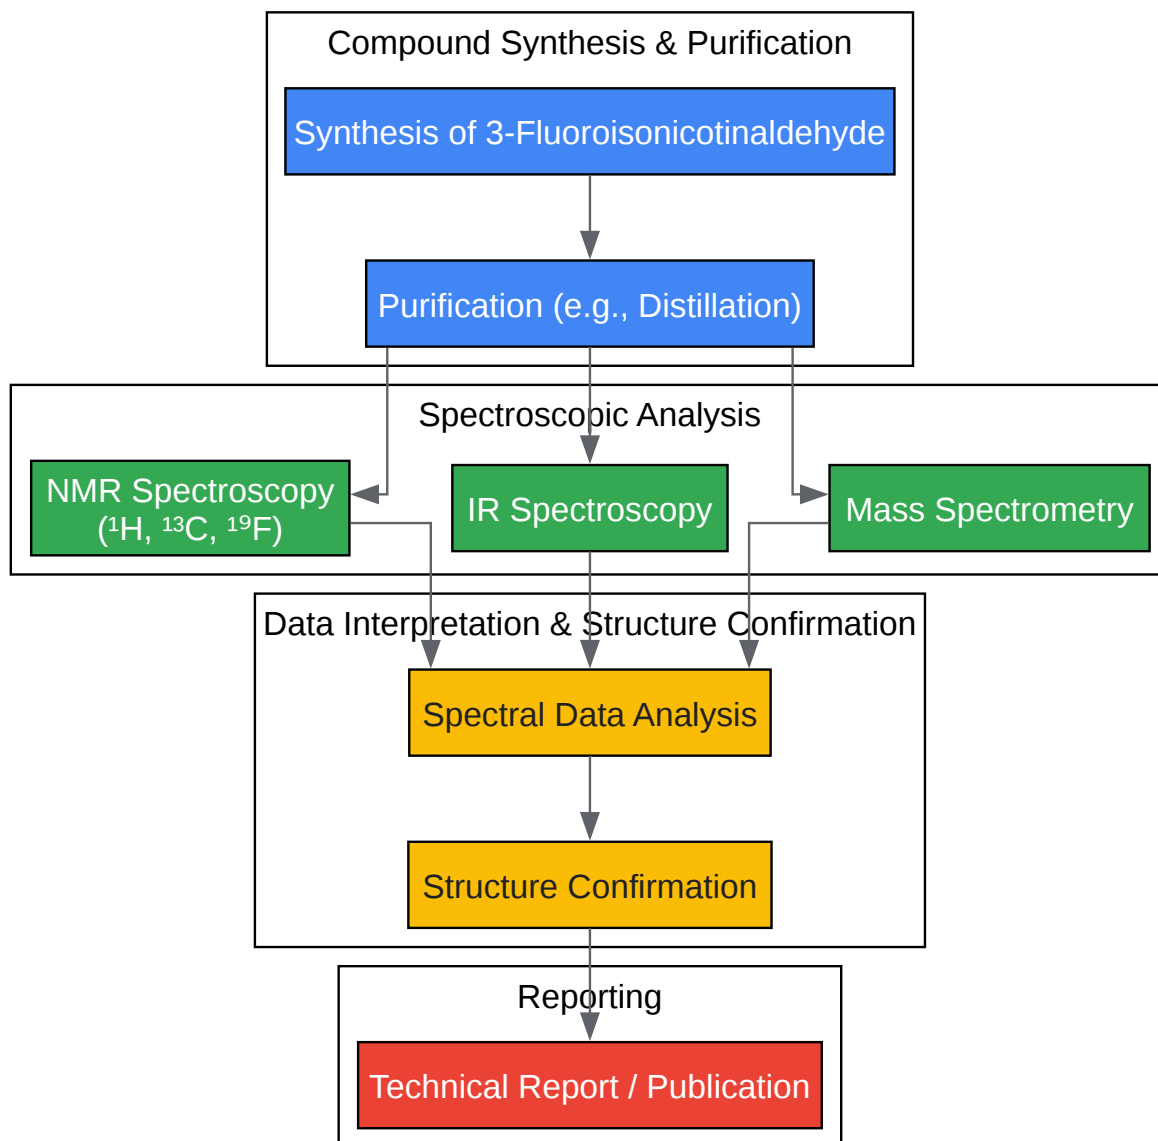 Compound Synthesis & Purification
Synthesis of 3-Fluoroisonicotinaldehyde
Purification (e.g., Distillation)
Spectroscopic Analysis
NMR Spectroscopy
(¹H, ¹³C, ¹⁹F)
IR Spectroscopy
Mass Spectrometry
Data Interpretation & Structure Confirmation
Spectral Data Analysis
Structure Confirmation
Reporting
Technical Report / Publication